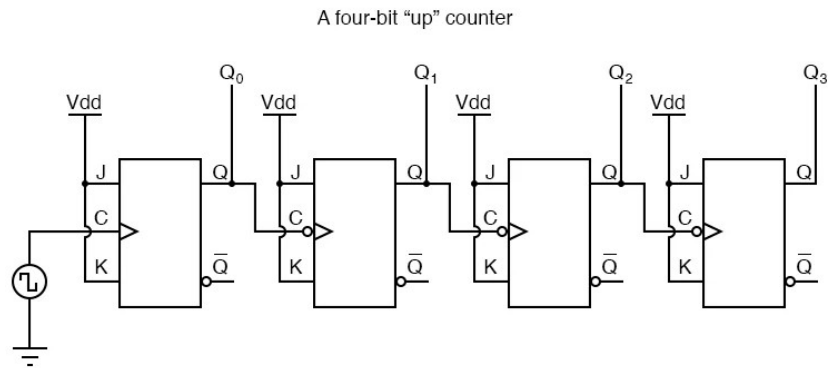 A four-bit “up” counter
Q0 Q1 Q2 Q3
Vdd Vdd Vdd Vdd
J Q J Q J Q J Q
C C C C
K Q̅ K Q̅ K Q̅ K Q̅